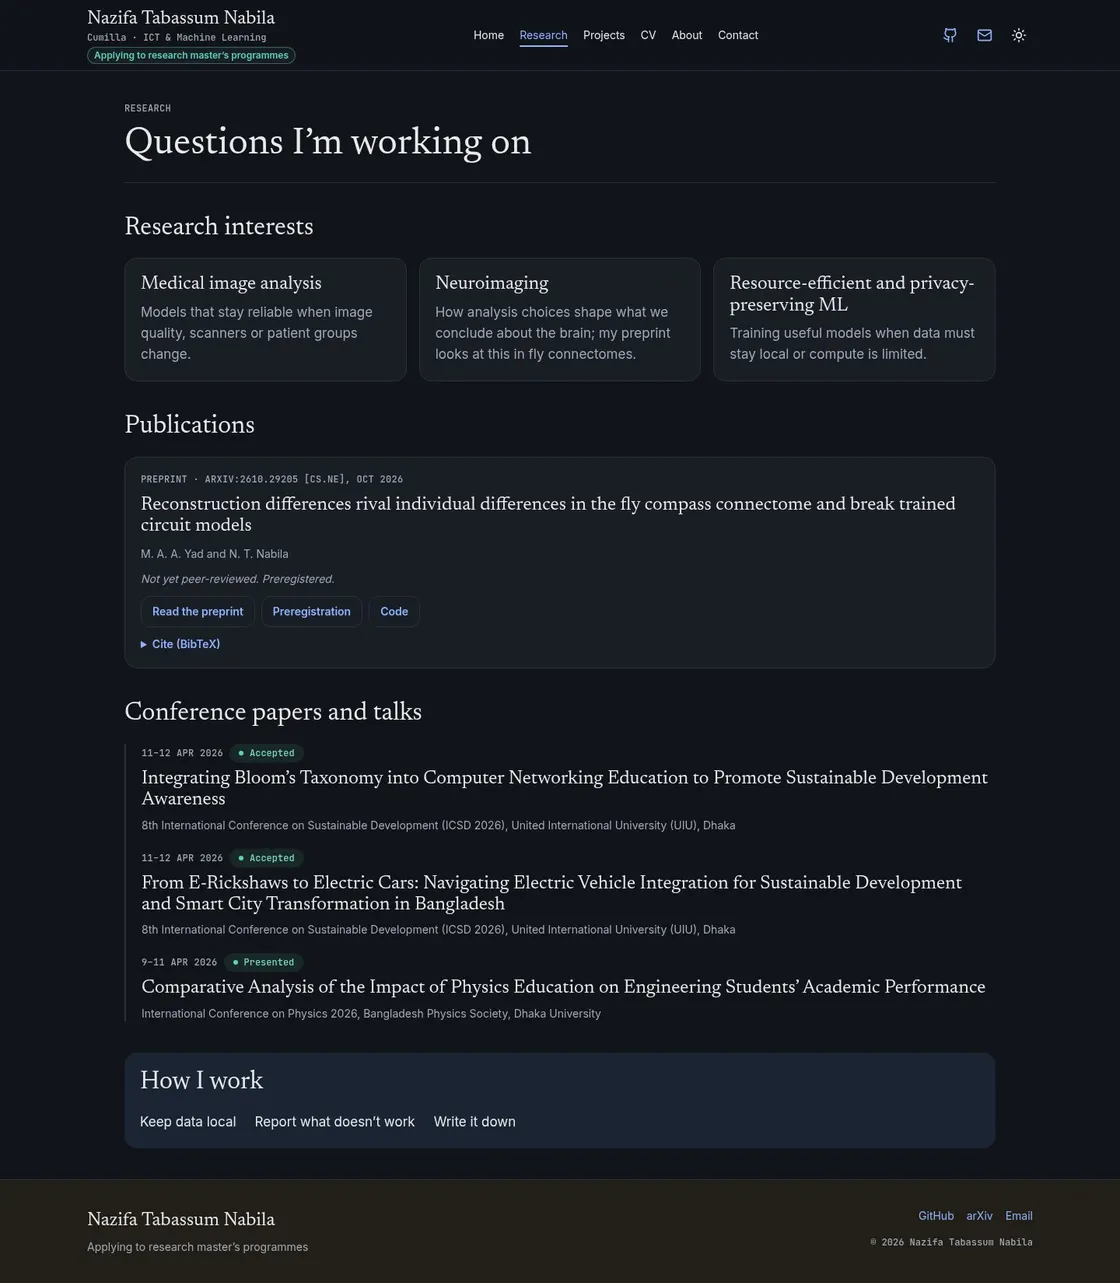 Nazifa Tabassum Nabila
Cumilla · ICT & Machine Learning
Applying to research master’s programmes
Home Research Projects CV About Contact
RESEARCH
Questions I’m working on
Research interests
Medical image analysis
Models that stay reliable when image
quality, scanners or patient groups
change.
Neuroimaging
How analysis choices shape what we
conclude about the brain; my preprint
looks at this in fly connectomes.
Resource-efficient and privacy-
preserving ML
Training useful models when data must
stay local or compute is limited.
Publications
PREPRINT · ARXIV:2610.29205 [CS.NE], OCT 2026
Reconstruction differences rival individual differences in the fly compass connectome and break trained
circuit models
M. A. A. Yad and N. T. Nabila
Not yet peer-reviewed. Preregistered.
Read the preprint Preregistration Code
Cite (BibTeX)
Conference papers and talks
11–12 APR 2026 Accepted
Integrating Bloom’s Taxonomy into Computer Networking Education to Promote Sustainable Development
Awareness
8th International Conference on Sustainable Development (ICSD 2026), United International University (UIU), Dhaka
11–12 APR 2026 Accepted
From E-Rickshaws to Electric Cars: Navigating Electric Vehicle Integration for Sustainable Development
and Smart City Transformation in Bangladesh
8th International Conference on Sustainable Development (ICSD 2026), United International University (UIU), Dhaka
9–11 APR 2026 Presented
Comparative Analysis of the Impact of Physics Education on Engineering Students’ Academic Performance
International Conference on Physics 2026, Bangladesh Physics Society, Dhaka University
How I work
Keep data local Report what doesn’t work Write it down
Nazifa Tabassum Nabila
Applying to research master’s programmes
GitHub arXiv Email
© 2026 Nazifa Tabassum Nabila